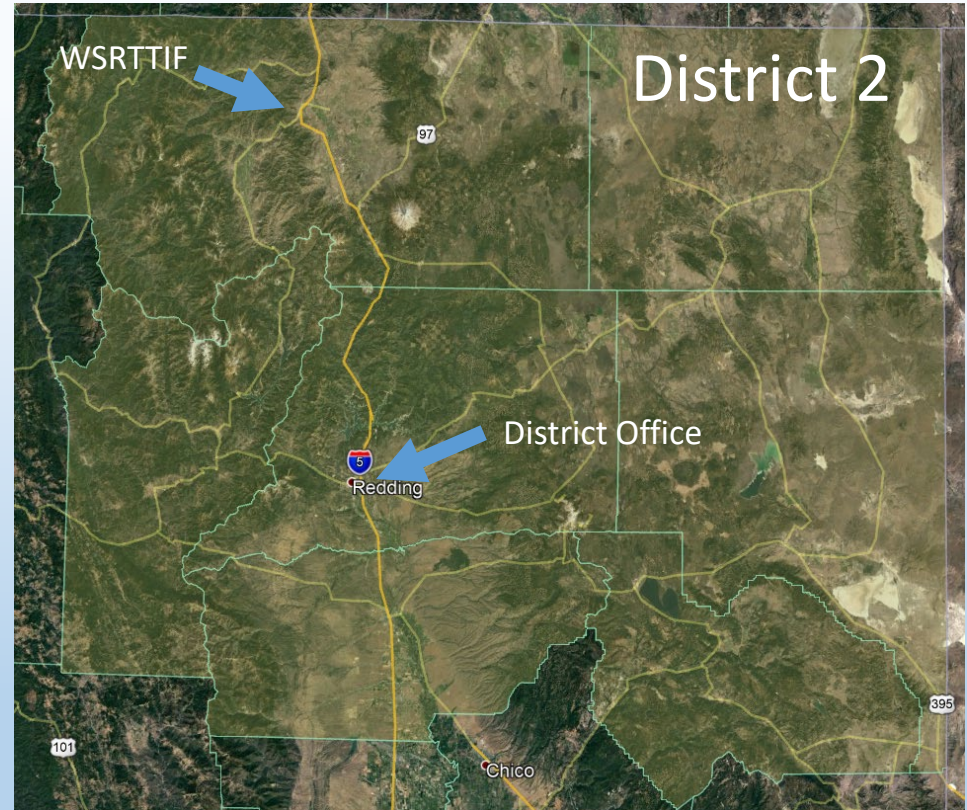 WSRTTIF
District 2
97
District Office
5
Redding
395
101
Chico